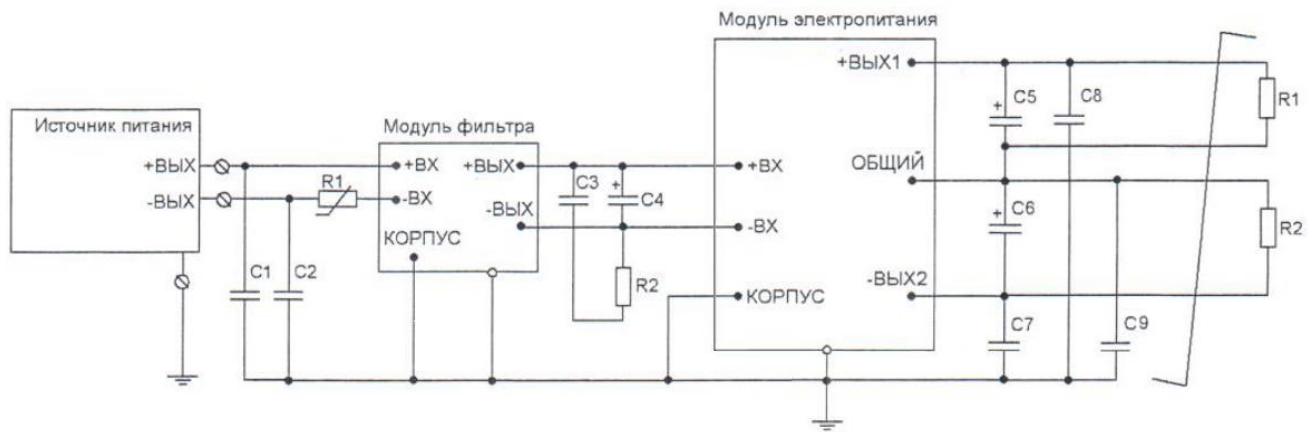 Модуль электропитания
+ВЫХ1
C5
C8
R1
Источник питания
Модуль фильтра
+ВЫХ
+ВХ
+ВЫХ
+ВХ
ОБЩИЙ
R1
C3
-ВЫХ
-ВХ
+
C4
-ВЫХ
-ВХ
C6
R2
КОРПУС
C1
C2
R2
КОРПУС
-ВЫХ2
C7
C9
+
+